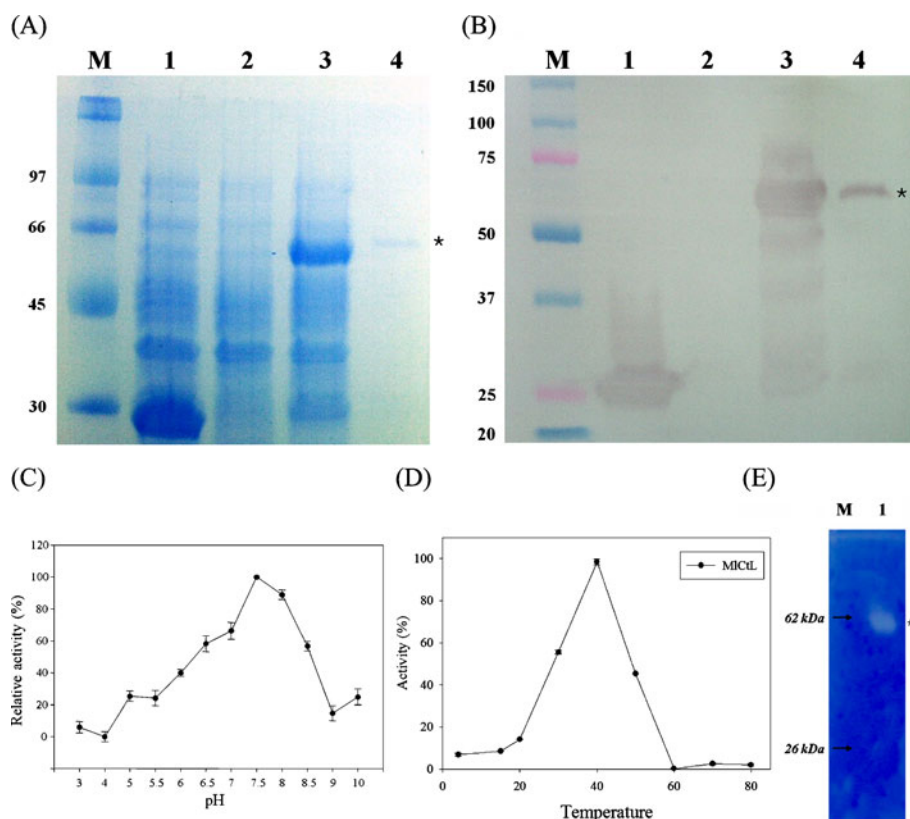 (A)
M 1 2 3 4
97
66
45
30
*
(B)
M 1 2 3 4
150
100
75
50
37
25
20
*
(C)
Relative activity (%)
120
100
80
60
40
20
0
3 4 5 5.5 6 6.5 7 7.5 8 8.5 9 10
pH
(D)
Activity (%)
100
80
60
40
20
0
0 20 40 60 80
Temperature
MlCtL
(E)
M 1
62 kDa
26 kDa
*